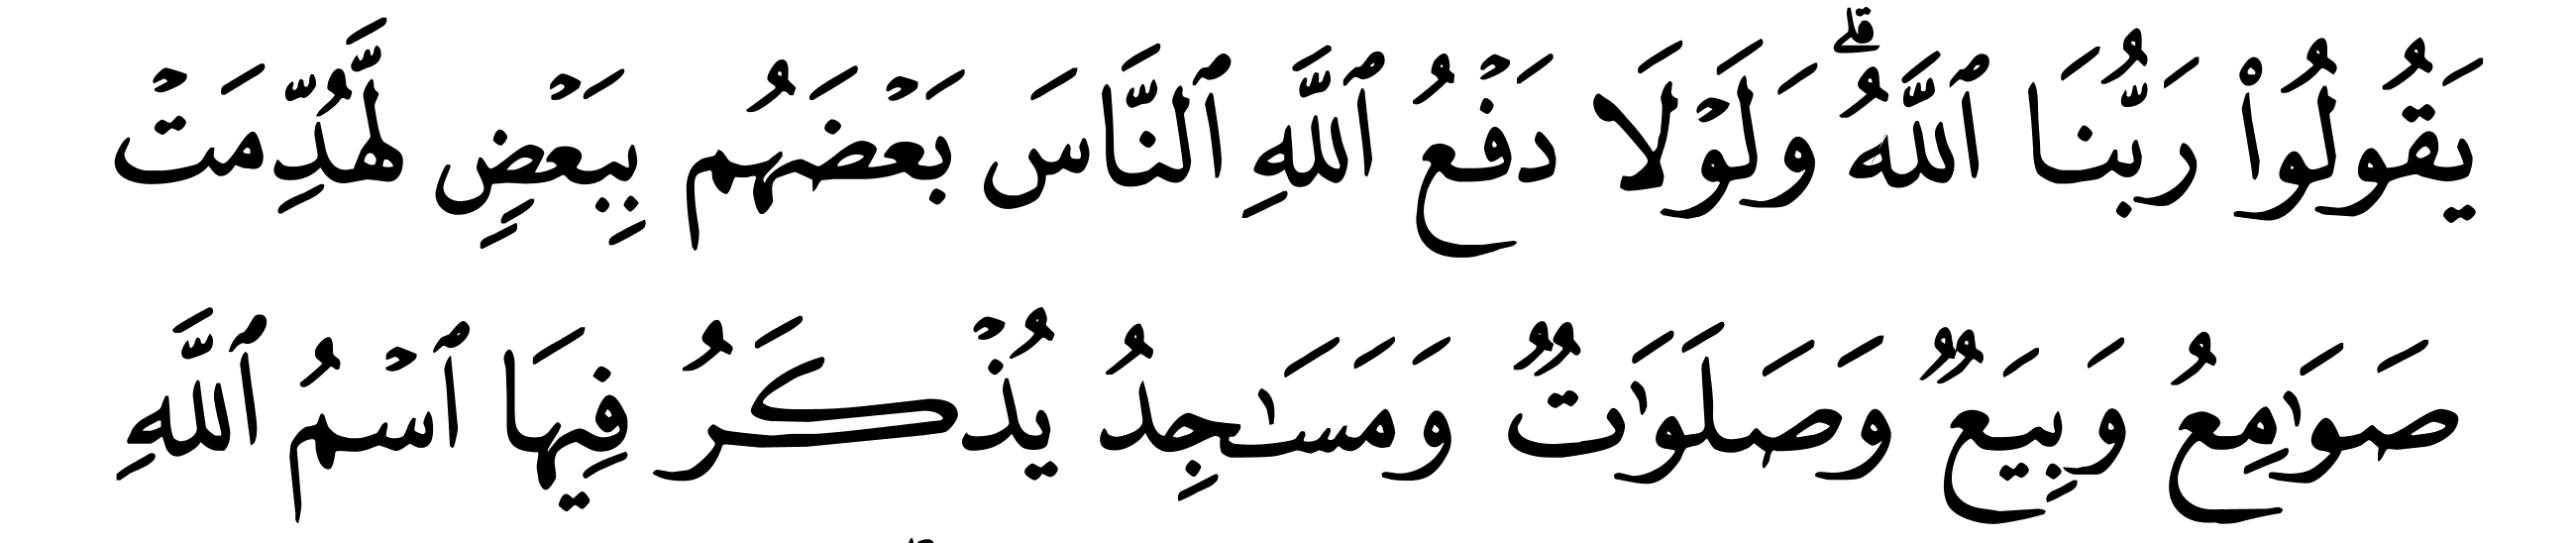 يَقُولُواْ رَبُّنَا ٱللَّهُۗ وَلَوۡلَا دَفۡعُ ٱللَّهِ ٱلنَّاسَ بَعۡضَهُم بِبَعۡضٖ لَّهُدِّمَتۡ
صَوَٰمِعُ وَبِيَعٞ وَصَلَوَٰتٞ وَمَسَٰجِدُ يُذۡكَرُ فِيهَا ٱسۡمُ ٱللَّهِ